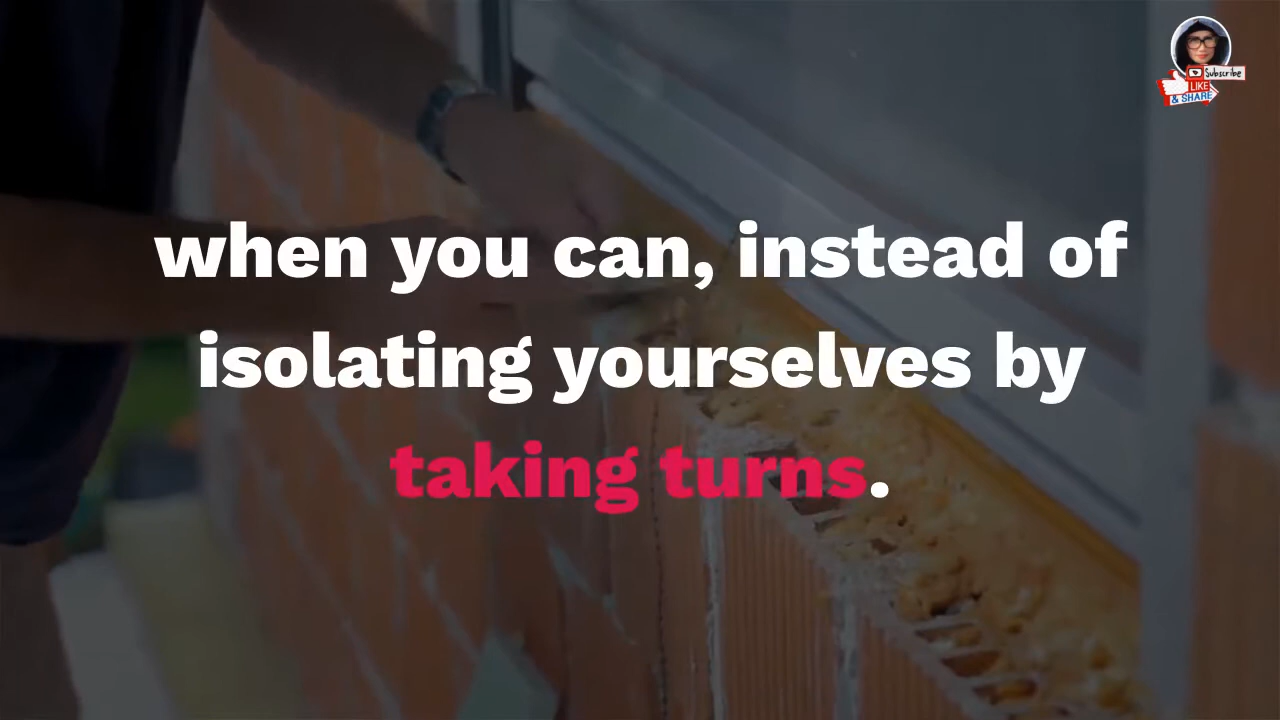 Subscribe
LIKE
& SHARE
when you can, instead of
isolating yourselves by
taking turns.